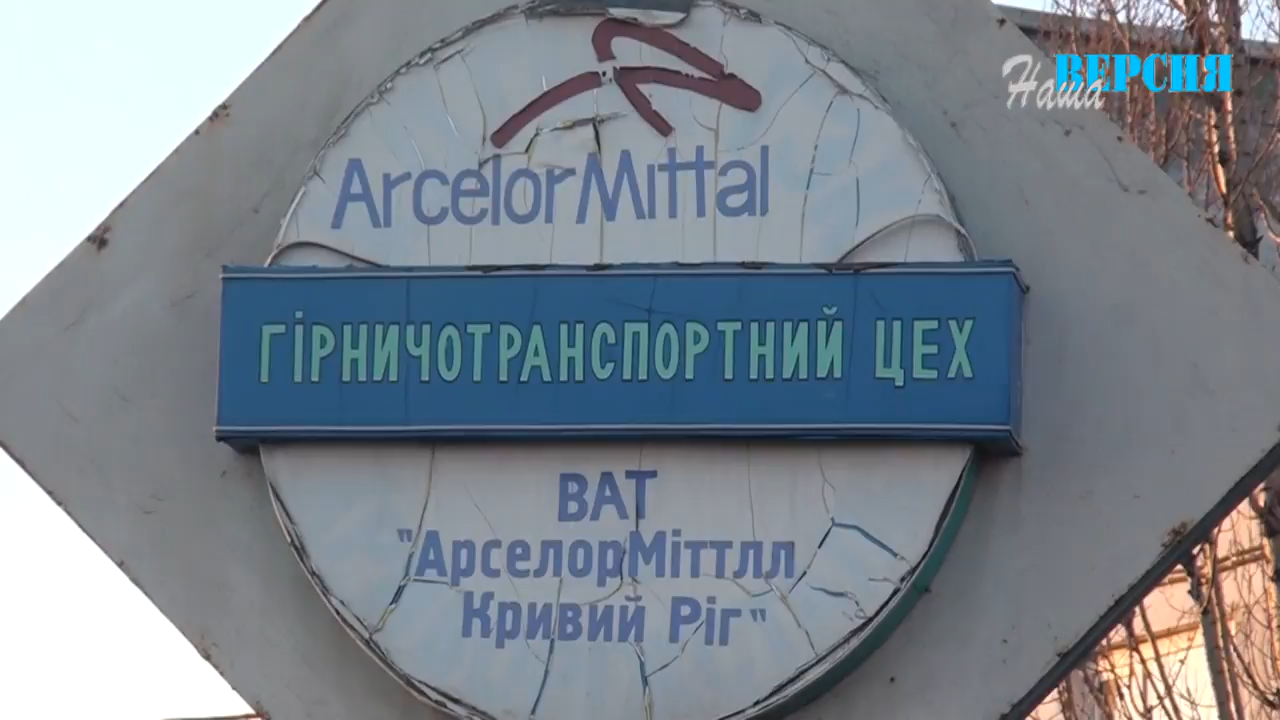 Наша ВЕРСИЯ
ArcelorMittal
ГІРНИЧОТРАНСПОРТНИЙ ЦЕХ
ВАТ
"АрселорМіттлл
Кривий Ріг"